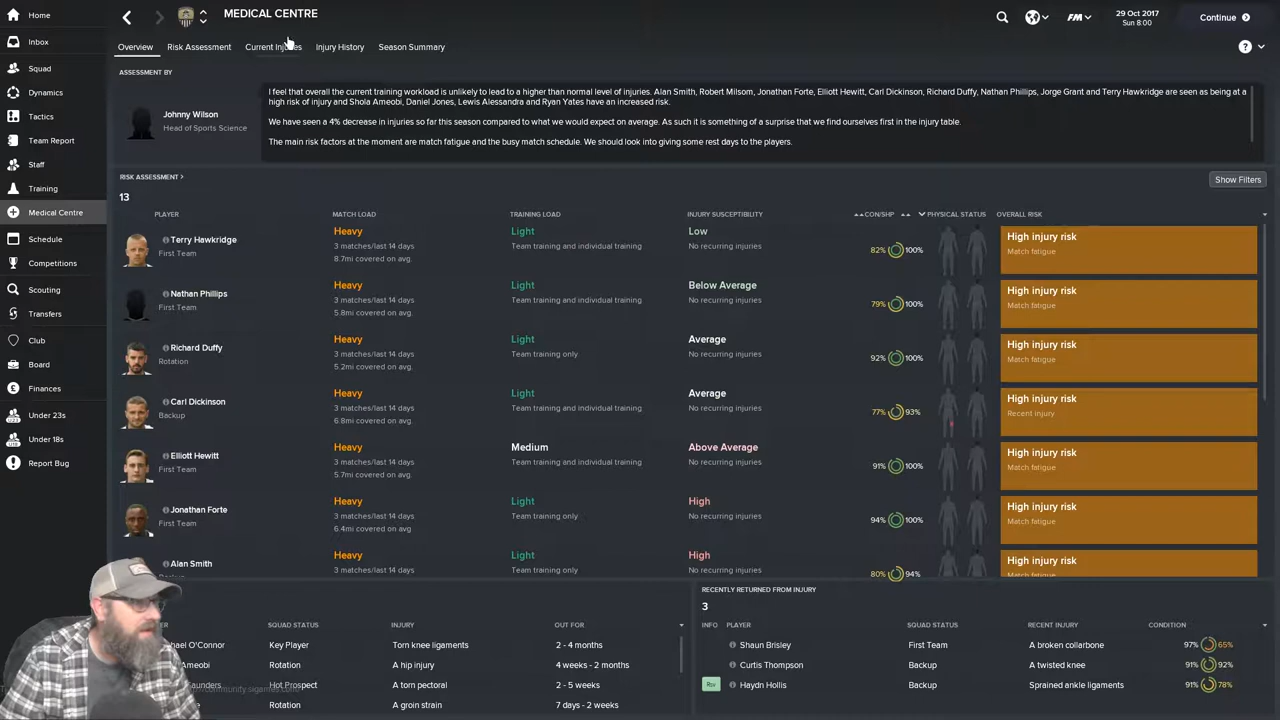 Home
MEDICAL CENTRE
FM
29 Oct 2017
Sun 8:00
Continue
Inbox
Squad
Dynamics
Tactics
Team Report
Staff
Training
Medical Centre
Schedule
Competitions
Scouting
Transfers
Club
Board
Finances
Under 23s
Under 18s
Report Bug
Overview
Risk Assessment
Current Injuries
Injury History
Season Summary
ASSESSMENT BY
Johnny Wilson
Head of Sports Science
I feel that overall the current training workload is unlikely to lead to a higher than normal level of injuries. Alan Smith, Robert Milsom, Jonathan Forte, Elliott Hewitt, Carl Dickinson, Richard Duffy, Nathan Phillips, Jorge Grant and Terry Hawkridge are seen as being at a
high risk of injury and Shola Ameobi, Daniel Jones, Lewis Alessandra and Ryan Yates have an increased risk.
We have seen a 4% decrease in injuries so far this season compared to what we would expect on average. As such it is something of a surprise that we find ourselves first in the injury table.
The main risk factors at the moment are match fatigue and the busy match schedule. We should look into giving some rest days to the players.
RISK ASSESSMENT >
Show Filters
13
PLAYER MATCH LOAD TRAINING LOAD INJURY SUSCEPTIBILITY CON/SHP PHYSICAL STATUS OVERALL RISK
Terry Hawkridge
First Team
Heavy
3 matches/last 14 days
8.7mi covered on avg.
Light
Team training and individual training
Low
No recurring injuries
82% 100%
High injury risk
Match fatigue
Nathan Phillips
First Team
Heavy
3 matches/last 14 days
5.8mi covered on avg.
Light
Team training and individual training
Below Average
No recurring injuries
79% 100%
High injury risk
Match fatigue
Richard Duffy
Rotation
Heavy
3 matches/last 14 days
5.2mi covered on avg.
Light
Team training only
Average
No recurring injuries
92% 100%
High injury risk
Match fatigue
Carl Dickinson
Backup
Heavy
3 matches/last 14 days
6.8mi covered on avg.
Light
Team training and individual training
Average
No recurring injuries
77% 93%
High injury risk
Recent injury
Elliott Hewitt
First Team
Heavy
3 matches/last 14 days
5.7mi covered on avg.
Medium
Team training and individual training
Above Average
No recurring injuries
91% 100%
High injury risk
Match fatigue
Jonathan Forte
First Team
Heavy
3 matches/last 14 days
6.4mi covered on avg.
Light
Team training only
High
No recurring injuries
94% 100%
High injury risk
Match fatigue
Alan Smith
Backup
Heavy
3 matches/last 14 days
Light
Team training only
High
No recurring injuries
80% 94%
High injury risk
Match fatigue
SQUAD STATUS INJURY OUT FOR
hael O'Connor Key Player Torn knee ligaments 2 - 4 months
Ameobi Rotation A hip injury 4 weeks - 2 months
aunders Hot Prospect A torn pectoral 2 - 5 weeks
Rotation A groin strain 7 days - 2 weeks
community.sigames.com
RECENTLY RETURNED FROM INJURY
3
INFO PLAYER SQUAD STATUS RECENT INJURY CONDITION
Shaun Brisley First Team A broken collarbone 97% 65%
Curtis Thompson Backup A twisted knee 91% 92%
Haydn Hollis Backup Sprained ankle ligaments 91% 78%